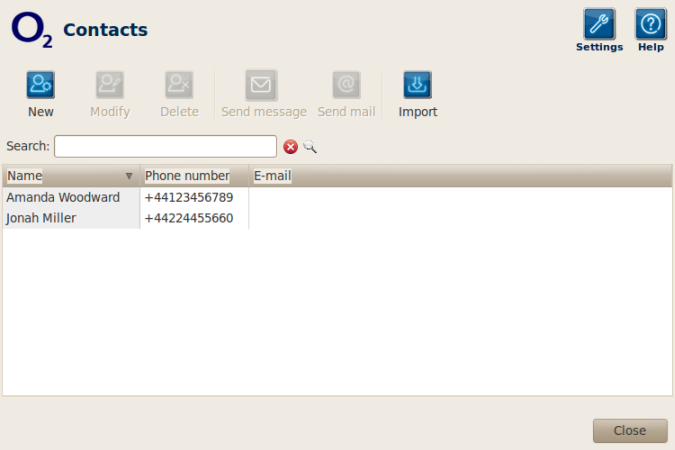 O2 Contacts
Settings Help
New Modify Delete Send message Send mail Import
Search:
Name Phone number E-mail
Amanda Woodward +44123456789
Jonah Miller +44224455660
Close